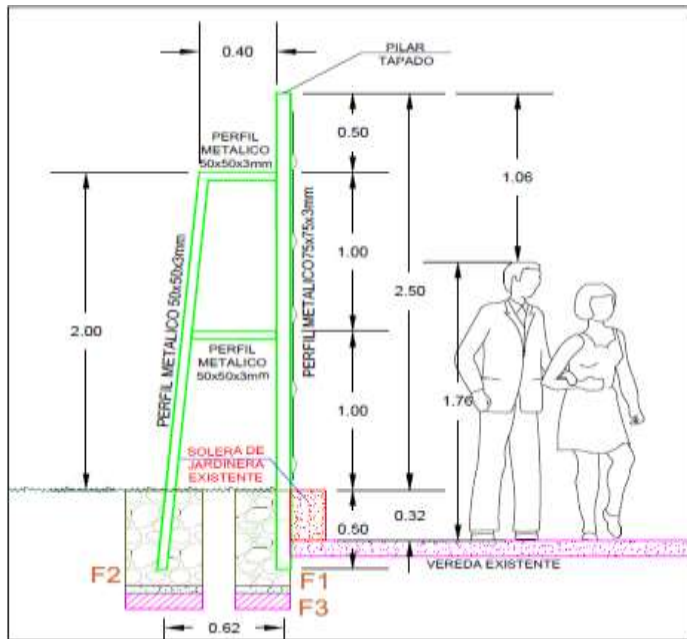 0.40
PILAR
TAPADO
0.50
PERFIL
METALICO
50x50x3mm
1.06
PERFIL METALICO 50x50x3mm
PERFIL METALICO75x75x3mm
1.00
2.50
2.00
PERFIL
METALICO
50x50x3mm
1.00
1.76
SOLERA DE
JARDINERA
EXISTENTE
0.50
0.32
VEREDA EXISTENTE
F2
F1
F3
0.62